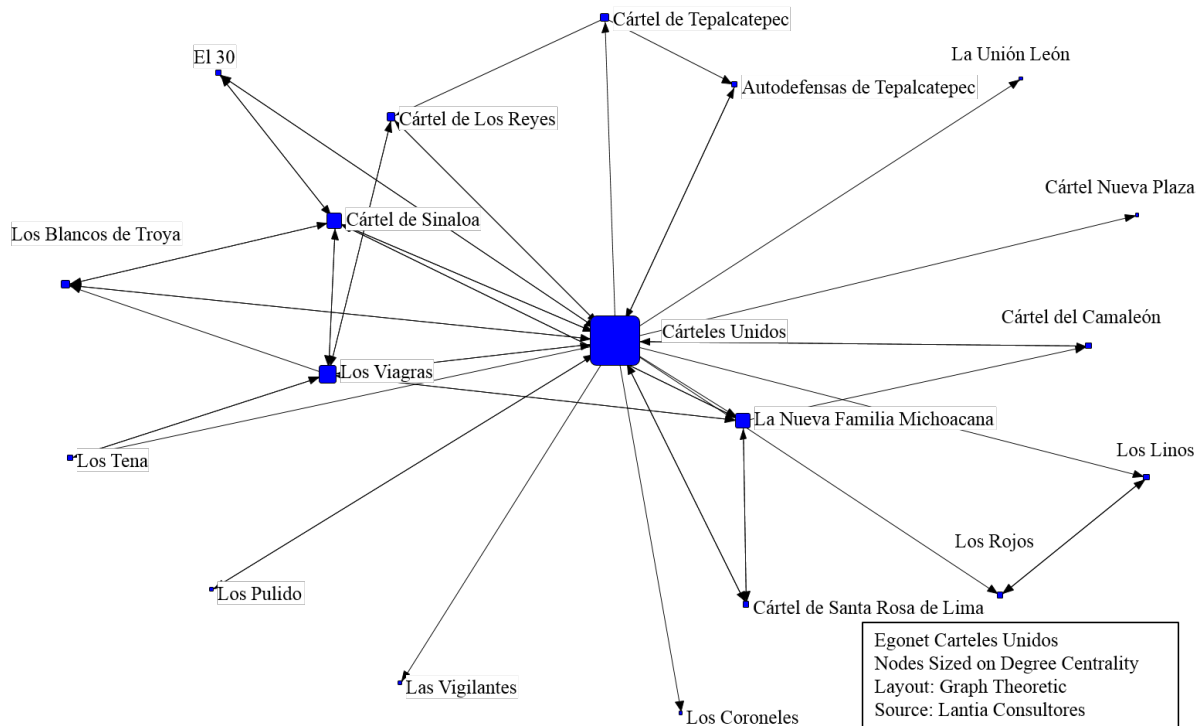 Cártel de Tepalcatepec
El 30
La Unión León
Autodefensas de Tepalcatepec
Cártel de Los Reyes
Cártel Nueva Plaza
Cártel de Sinaloa
Los Blancos de Troya
Cárteles Unidos
Cártel del Camaleón
Los Viagras
La Nueva Familia Michoacana
Los Tena
Los Linos
Los Rojos
Los Pulido
Cártel de Santa Rosa de Lima
Egonet Carteles Unidos
Nodes Sized on Degree Centrality
Layout: Graph Theoretic
Source: Lantia Consultores
Las Vigilantes
Los Coroneles